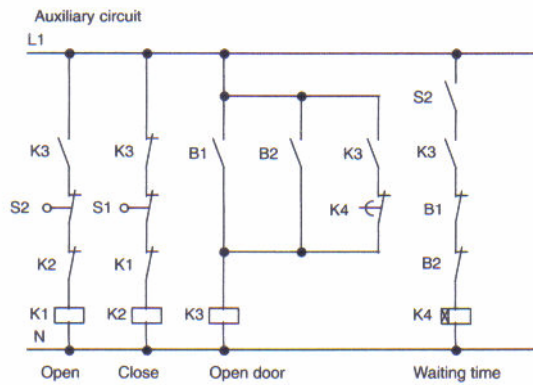 Auxiliary circuit
L1
S2
K3 K3 B1 B2 K3 K3
S2 S1 K4 B1
K2 K1 B2
K1 K2 K3 K4
N
Open Close Open door Waiting time